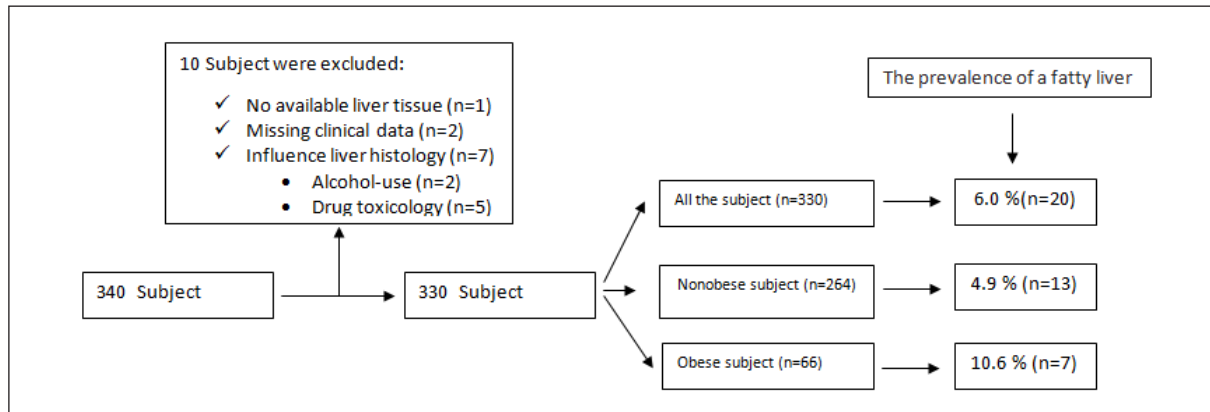 10 Subject were excluded:
✓ No available liver tissue (n=1)
✓ Missing clinical data (n=2)
✓ Influence liver histology (n=7)
• Alcohol-use (n=2)
• Drug toxicology (n=5)
The prevalence of a fatty liver
340 Subject
330 Subject
All the subject (n=330)
6.0 %(n=20)
Nonobese subject (n=264)
4.9 % (n=13)
Obese subject (n=66)
10.6 % (n=7)